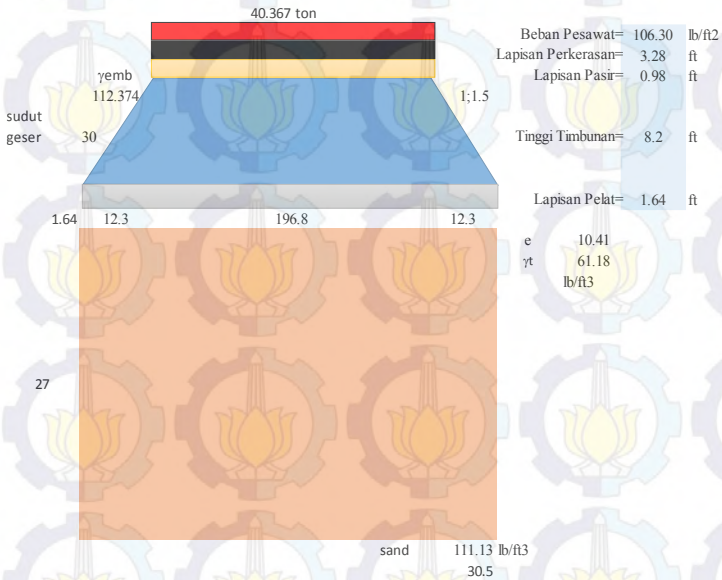 40.367 ton
Beban Pesawat= 106.30 lb/ft2
Lapisan Perkerasan= 3.28 ft
γemb
Lapisan Pasir= 0.98 ft
112.374 1;1.5
sudut
geser 30
Tinggi Timbunan= 8.2 ft
Lapisan Pelat= 1.64 ft
1.64 12.3 196.8 12.3
e 10.41
γt 61.18
lb/ft3
27
sand 111.13 lb/ft3
30.5